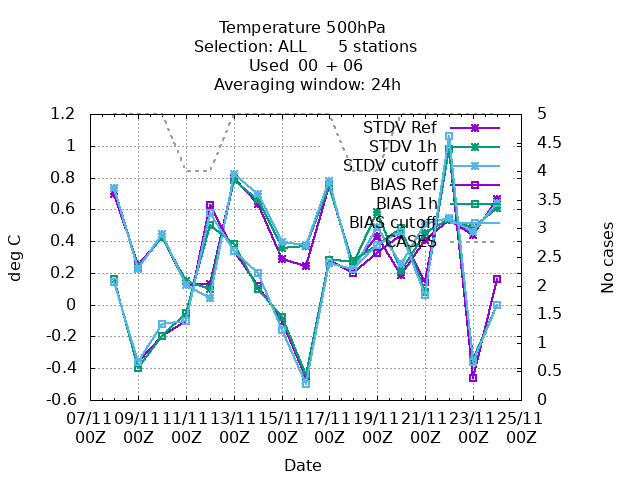 Temperature 500hPa
Selection: ALL 5 stations
Used 00 + 06
Averaging window: 24h
STDV Ref
STDV 1h
STDV cutoff
BIAS Ref
BIAS 1h
BIAS cutoff
CASES
1.2
1
0.8
0.6
0.4
0.2
0
-0.2
-0.4
-0.6
5
4.5
4
3.5
3
2.5
2
1.5
1
0.5
0
deg C
No cases
07/11 09/11 11/11 13/11 15/11 17/11 19/11 21/11 23/11 25/11
00Z 00Z 00Z 00Z 00Z 00Z 00Z 00Z 00Z 00Z
Date